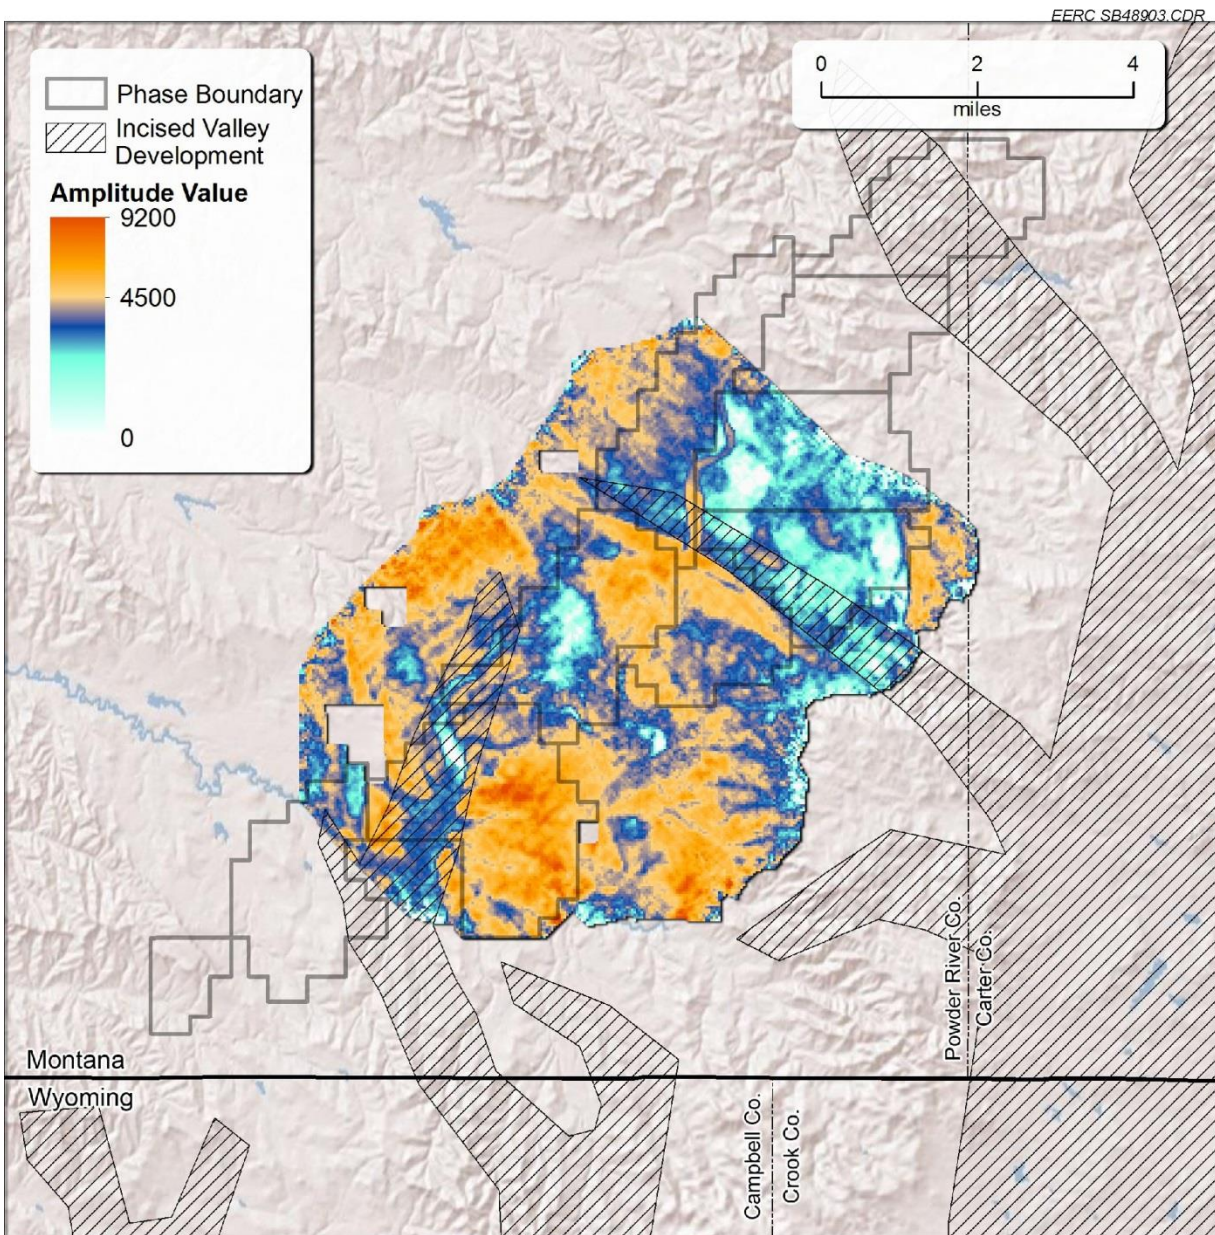 EERC SB48903.CDR
Phase Boundary
Incised Valley
Development
Amplitude Value
9200
4500
0
0 2 4
miles
Powder River Co.
Carter Co.
Montana
Wyoming
Campbell Co.
Crook Co.